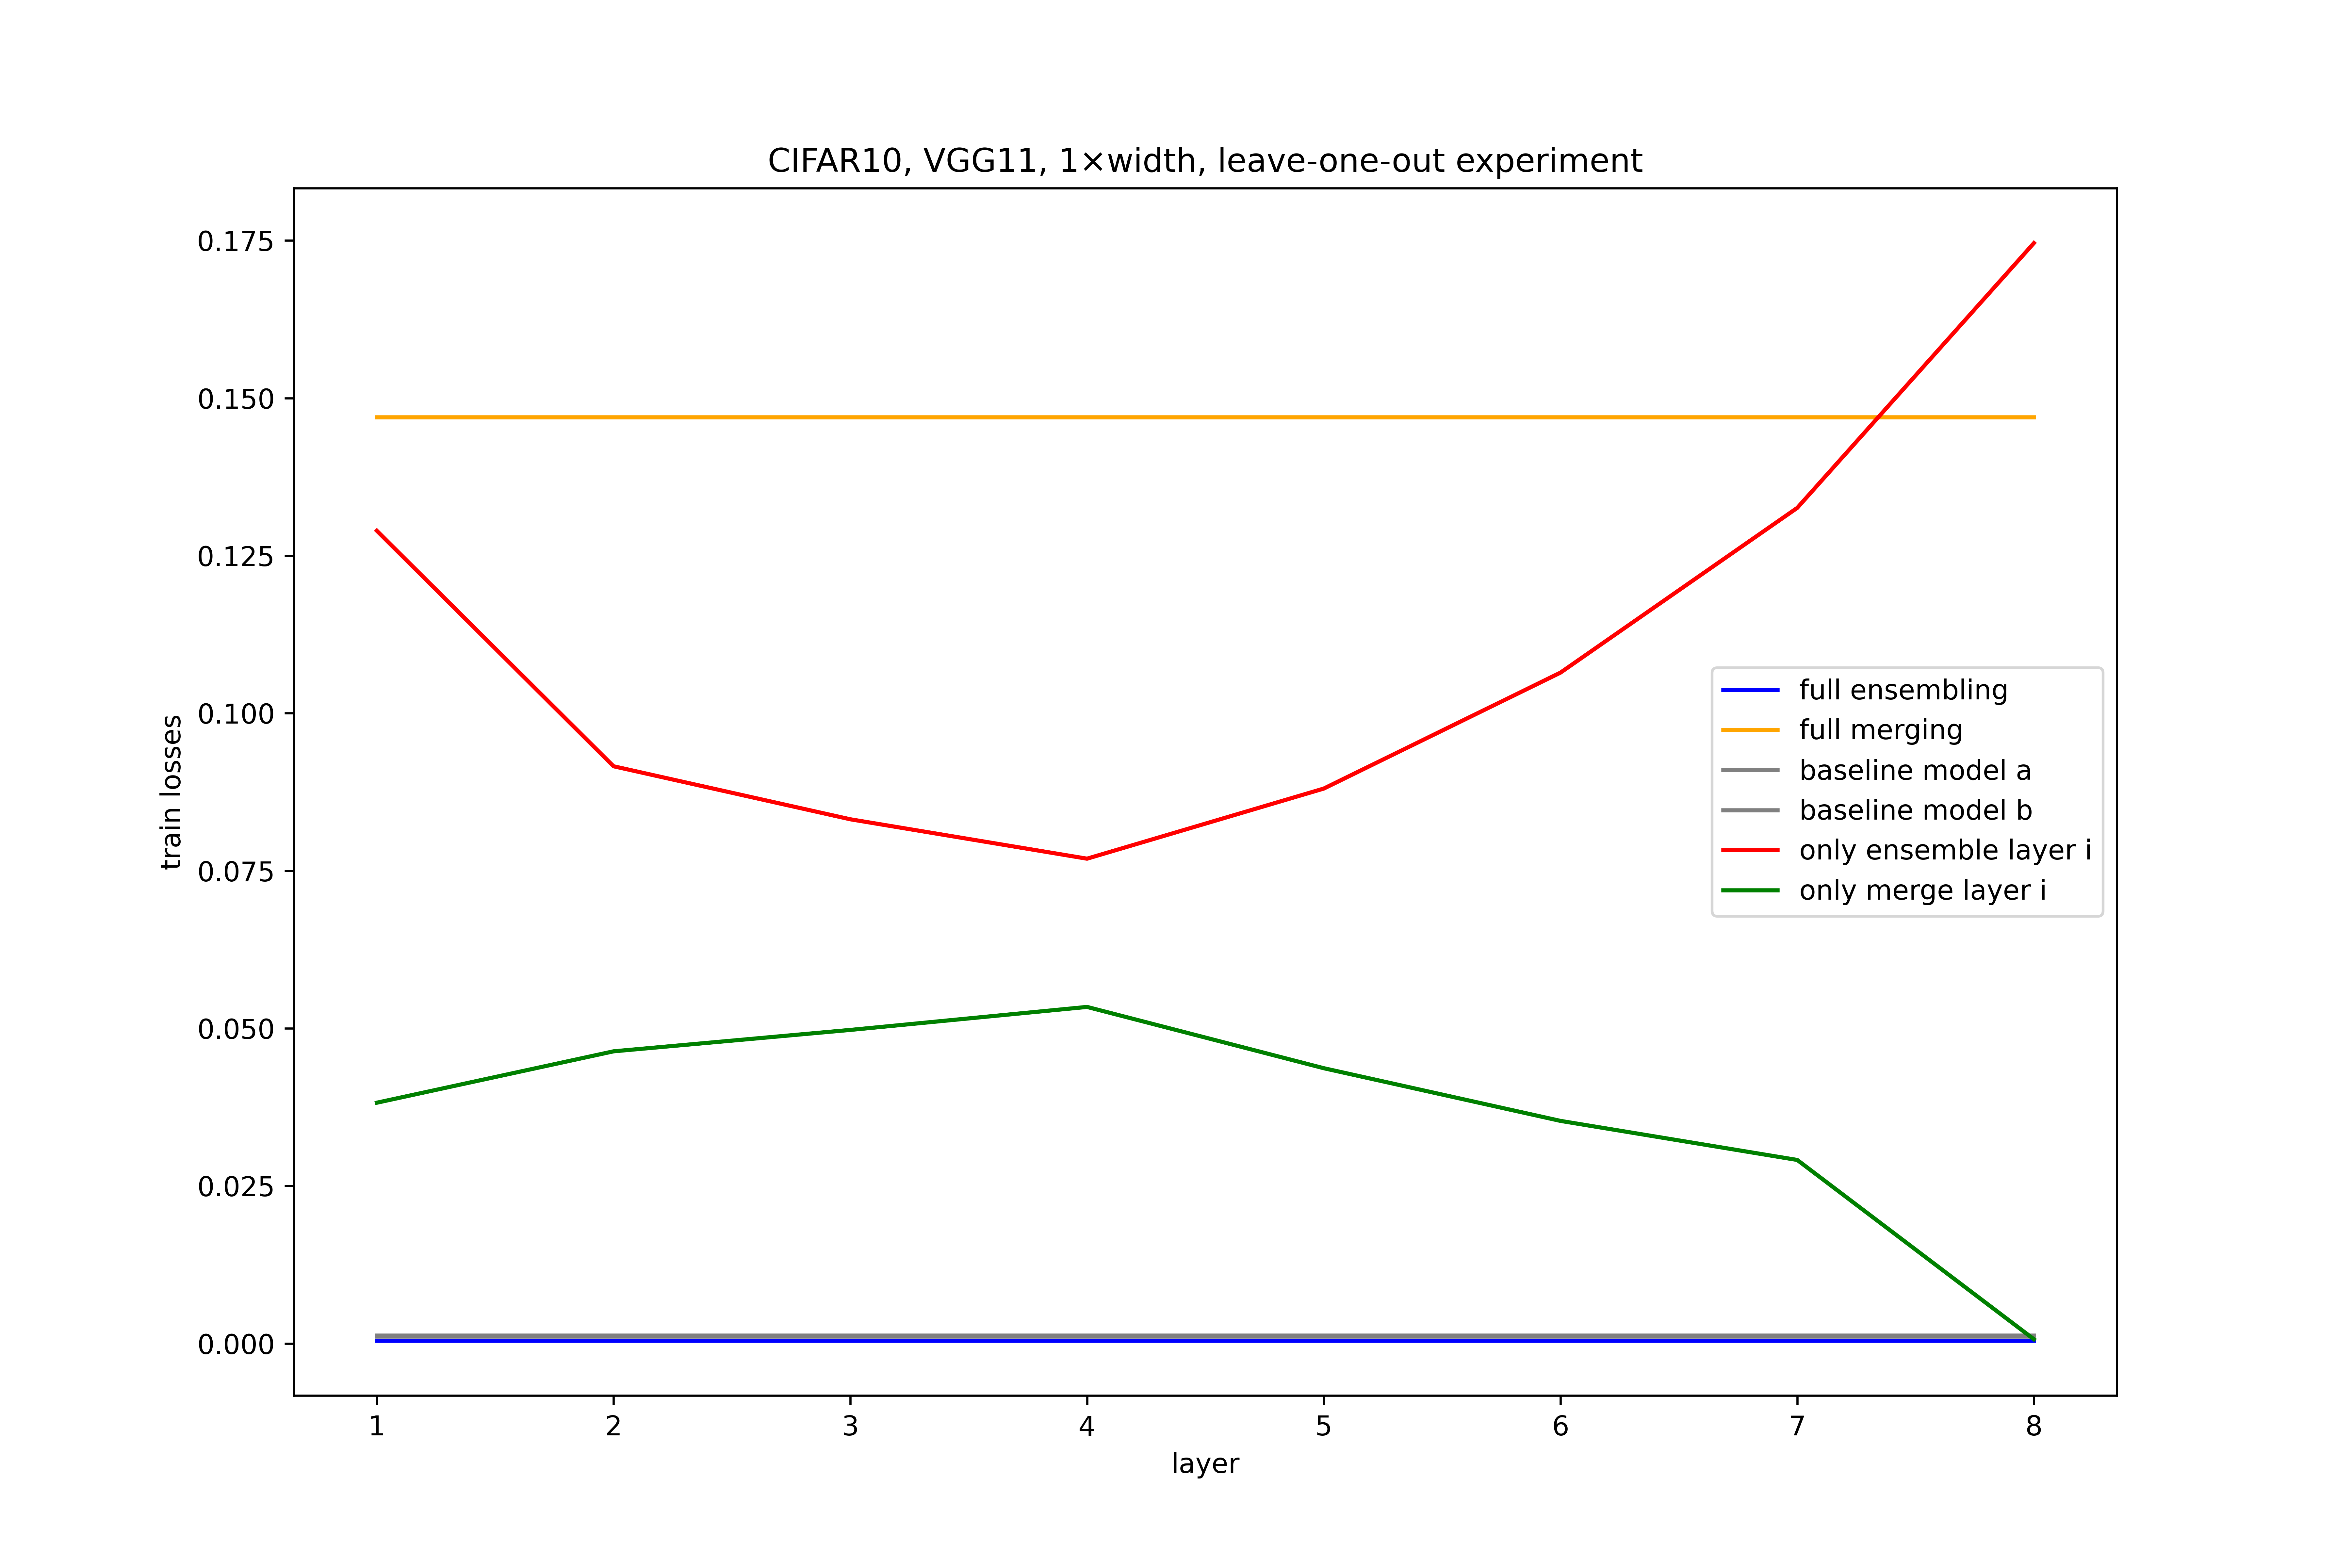 CIFAR10, VGG11, 1×width, leave-one-out experiment
train losses
0.175
0.150
0.125
0.100
0.075
0.050
0.025
0.000
full ensembling
full merging
baseline model a
baseline model b
only ensemble layer i
only merge layer i
1 2 3 4 5 6 7 8
layer